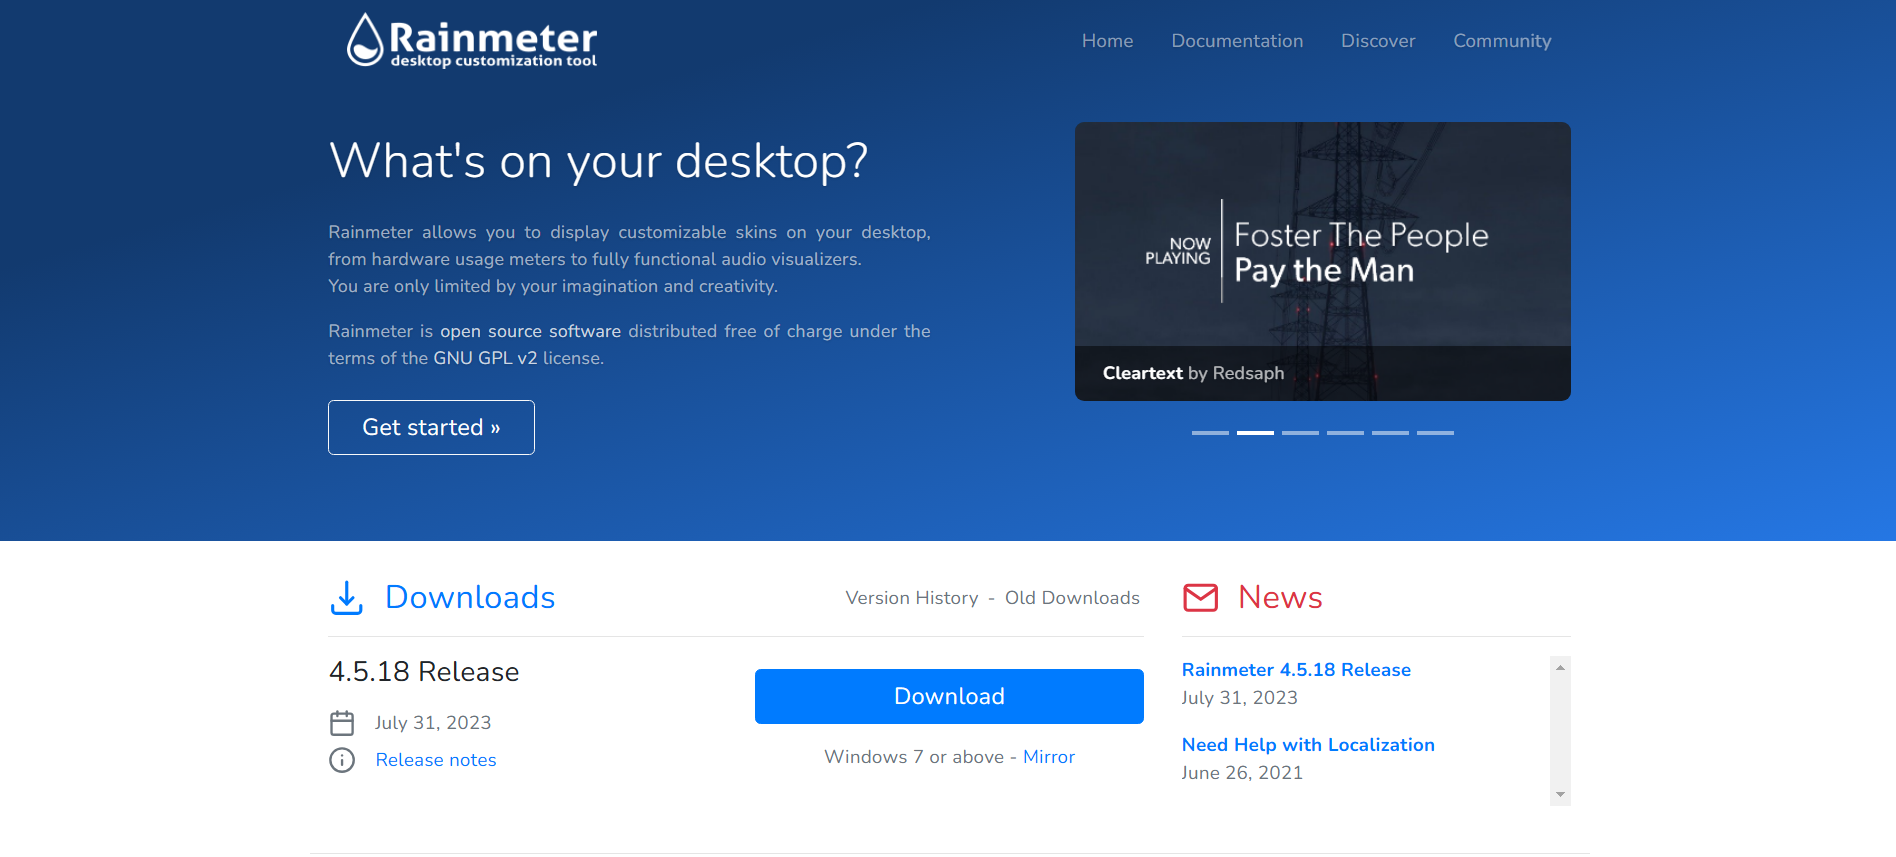 Rainmeter
desktop customization tool
Home
Documentation
Discover
Community
What's on your desktop?
Rainmeter allows you to display customizable skins on your desktop,
from hardware usage meters to fully functional audio visualizers.
You are only limited by your imagination and creativity.
Rainmeter is open source software distributed free of charge under the
terms of the GNU GPL v2 license.
Get started »
NOW
PLAYING
Foster The People
Pay the Man
Cleartext by Redsaph
Downloads
Version History - Old Downloads
4.5.18 Release
July 31, 2023
Release notes
Download
Windows 7 or above - Mirror
News
Rainmeter 4.5.18 Release
July 31, 2023
Need Help with Localization
June 26, 2021